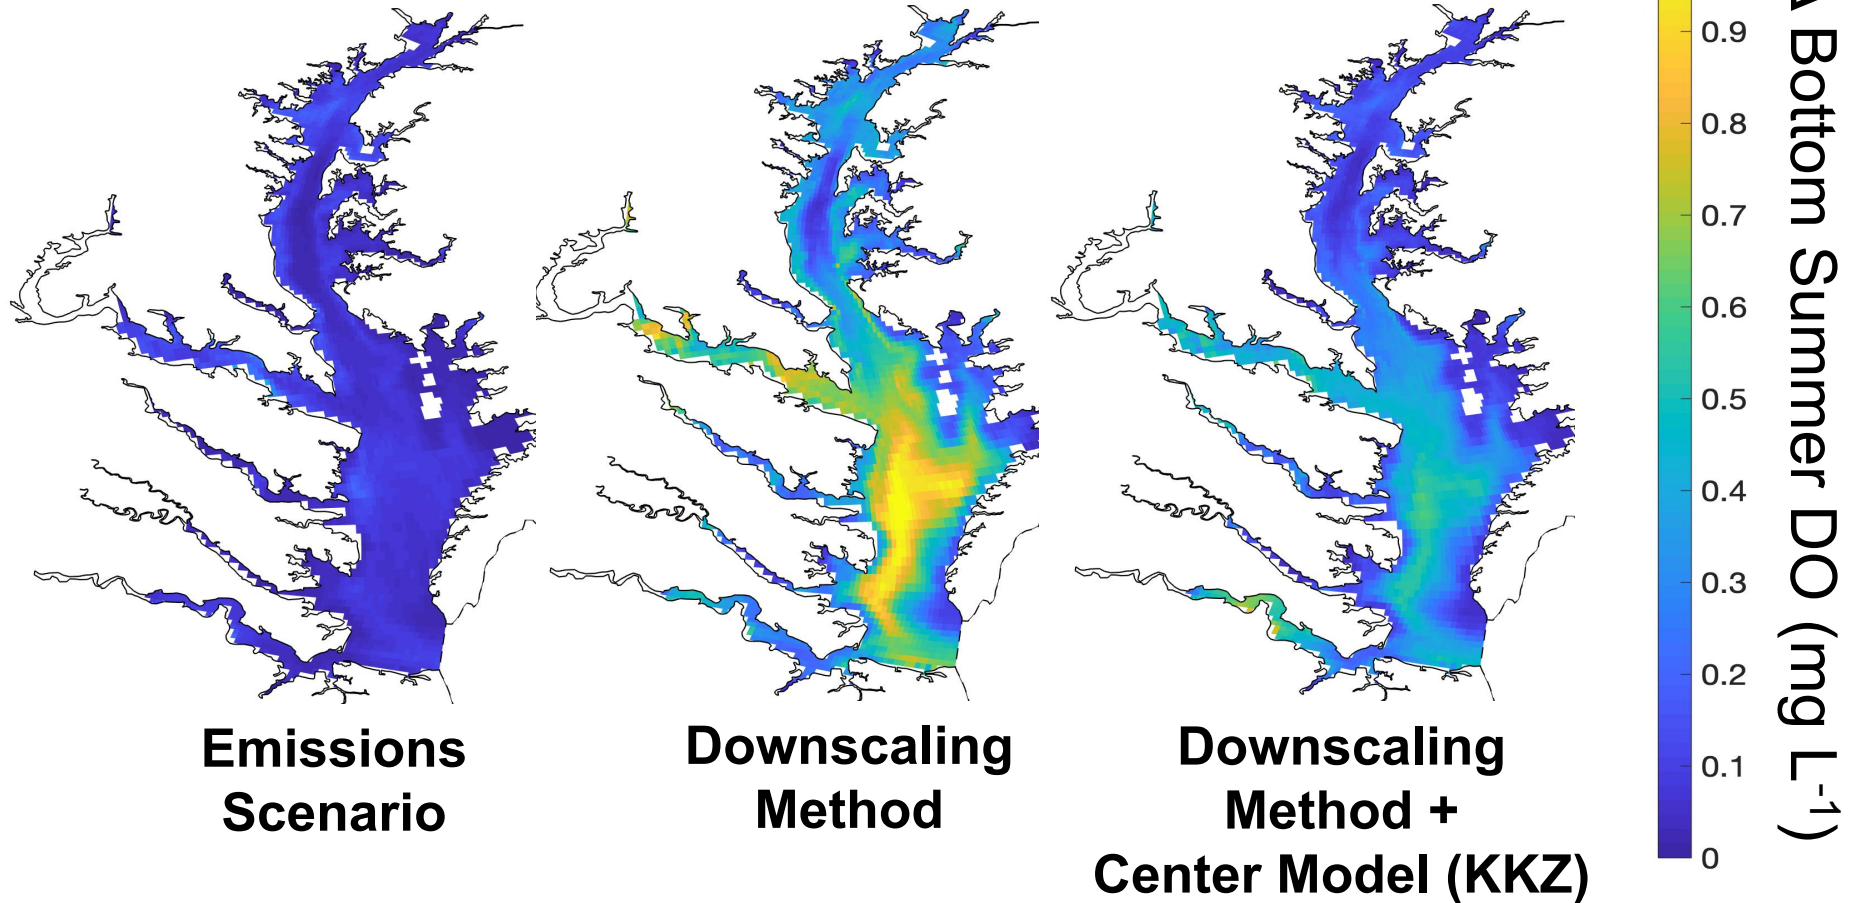 Emissions
Scenario
Downscaling
Method
Downscaling
Method +
Center Model (KKZ)
0.9
0.8
0.7
0.6
0.5
0.4
0.3
0.2
0.1
0
Bottom Summer DO (mg L-1)